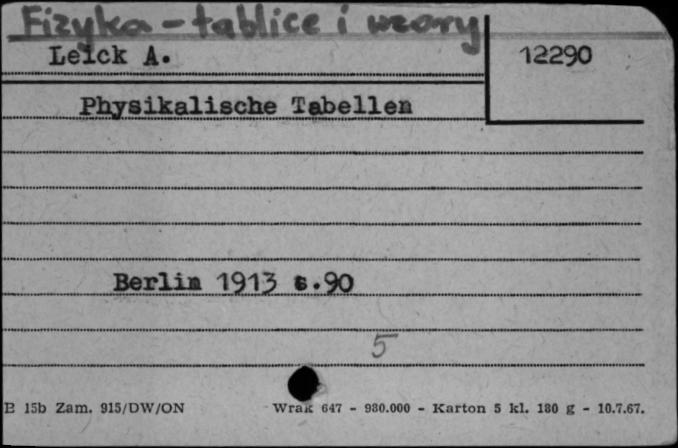 Fizyka - tablice i wzory
Leick A.
12290
Physikalische Tabellen
Berlin 1913 s.90
5
E 15b Zam. 915/DW/ON Wrak 647 - 980.000 - Karton 5 kl. 180 g - 10.7.67.